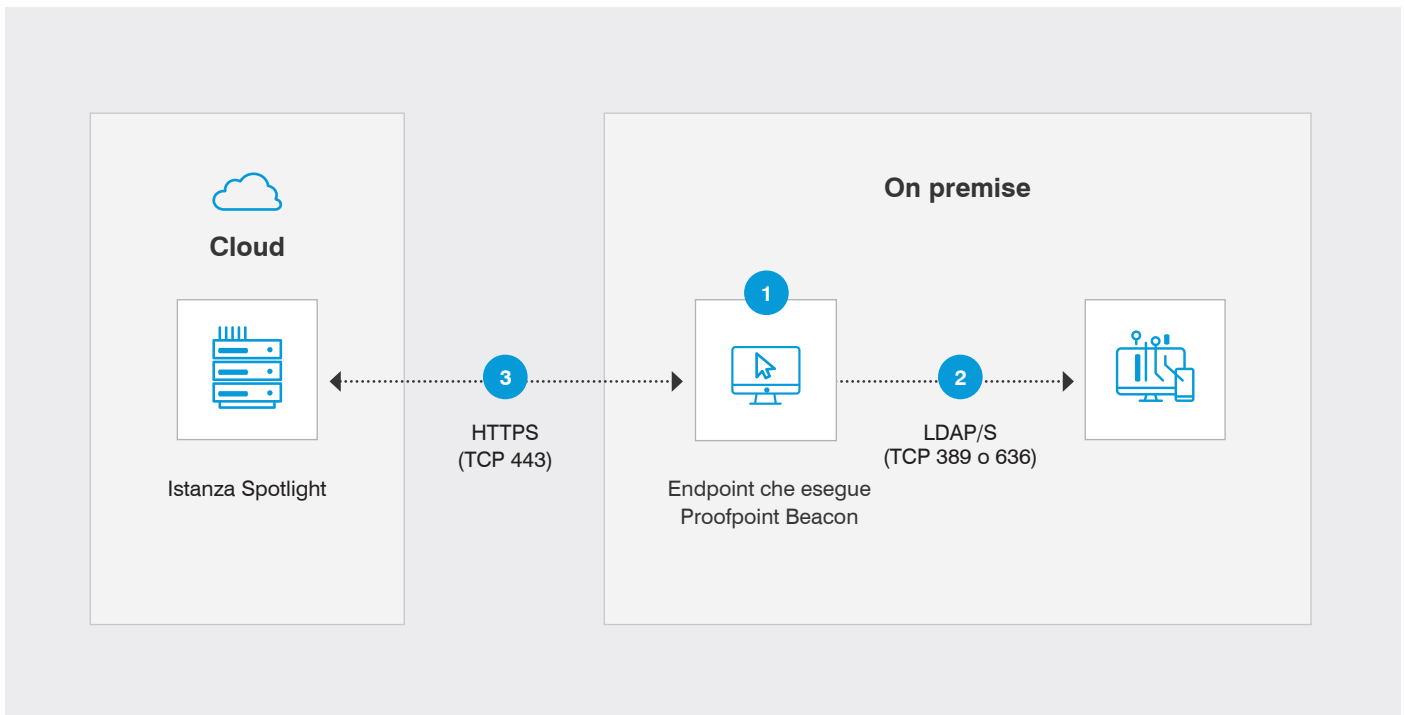 Cloud
Istanza Spotlight
3
HTTPS
(TCP 443)
On premise
1
Endpoint che esegue
Proofpoint Beacon
2
LDAP/S
(TCP 389 o 636)